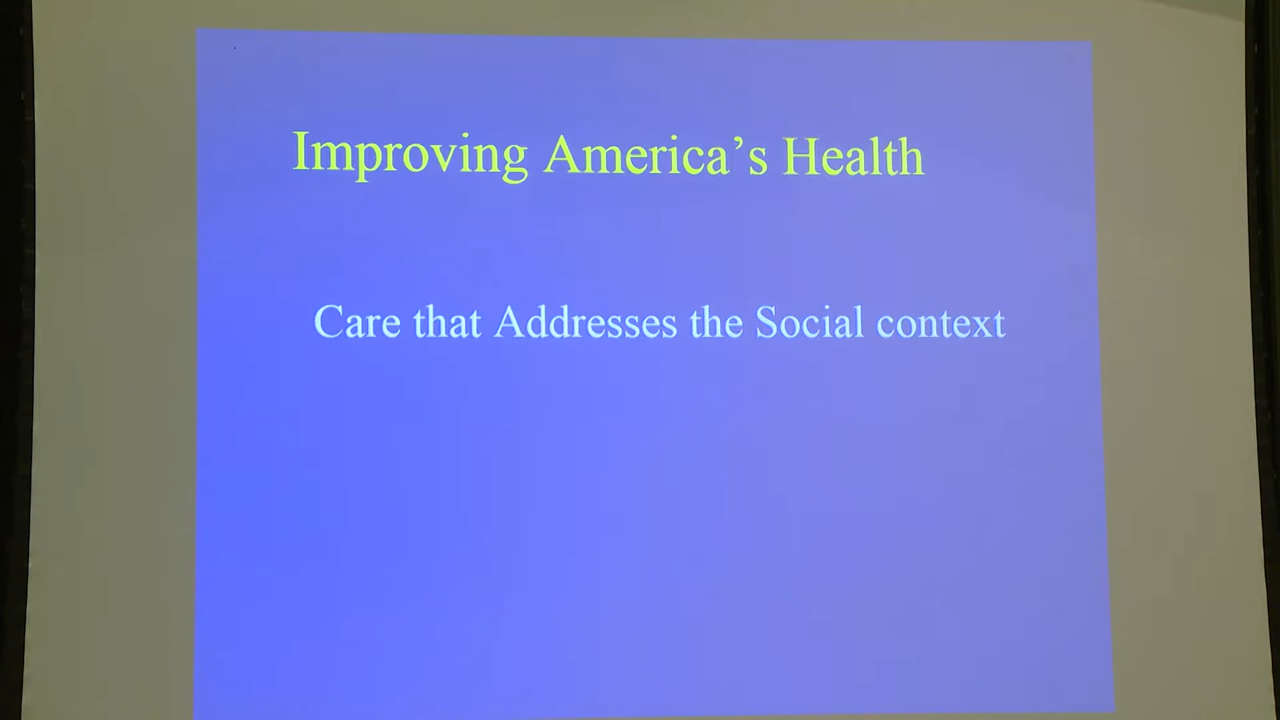 Improving America's Health
Care that Addresses the Social context